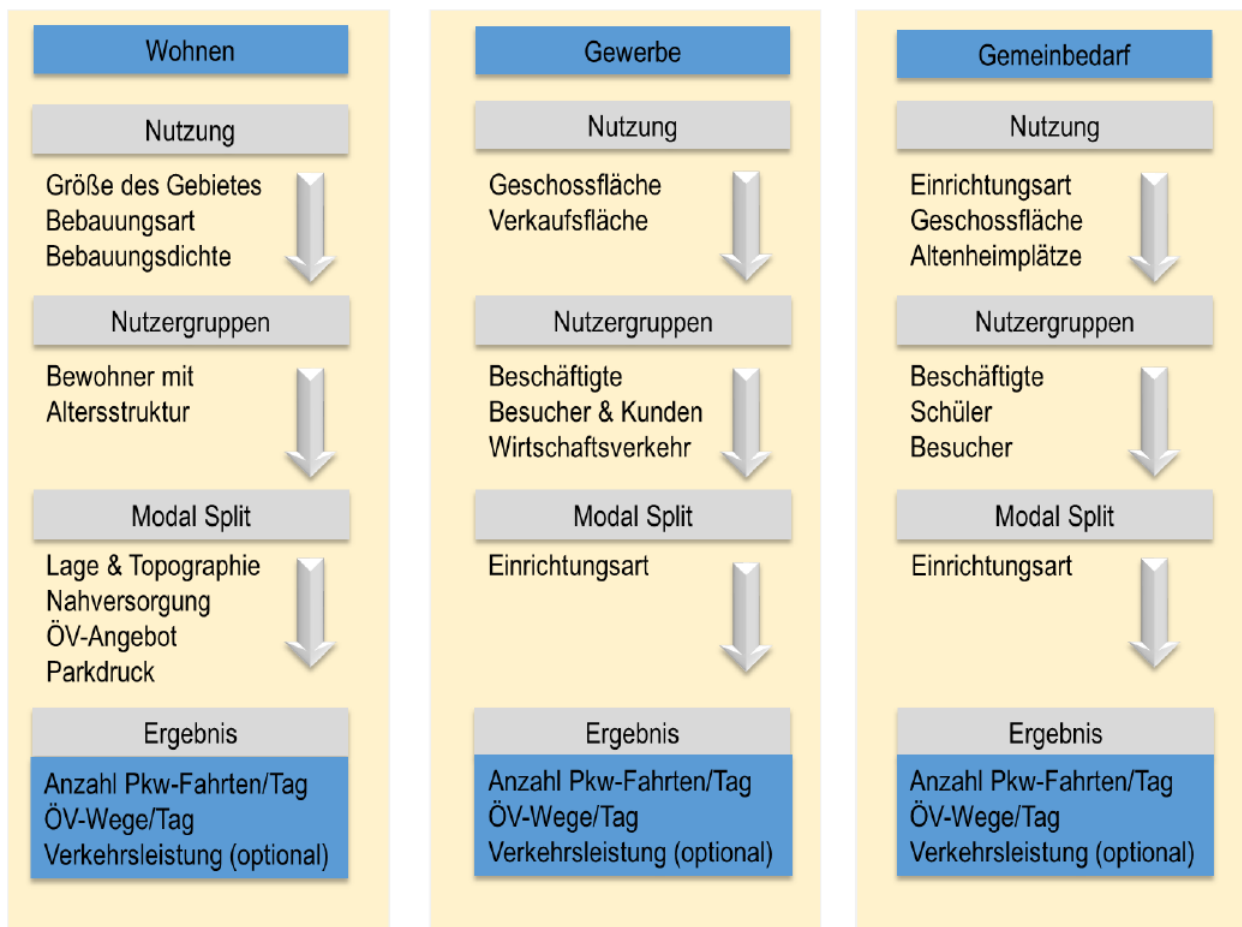 Wohnen
Nutzung
Größe des Gebietes
Bebauungsart
Bebauungsdichte
Nutzergruppen
Bewohner mit
Altersstruktur
Modal Split
Lage & Topographie
Nahversorgung
ÖV-Angebot
Parkdruck
Ergebnis
Anzahl Pkw-Fahrten/Tag
ÖV-Wege/Tag
Verkehrsleistung (optional)
Gewerbe
Nutzung
Geschossfläche
Verkaufsfläche
Nutzergruppen
Beschäftigte
Besucher & Kunden
Wirtschaftsverkehr
Modal Split
Einrichtungsart
Ergebnis
Anzahl Pkw-Fahrten/Tag
ÖV-Wege/Tag
Verkehrsleistung (optional)
Gemeinbedarf
Nutzung
Einrichtungsart
Geschossfläche
Altenheimplätze
Nutzergruppen
Beschäftigte
Schüler
Besucher
Modal Split
Einrichtungsart
Ergebnis
Anzahl Pkw-Fahrten/Tag
ÖV-Wege/Tag
Verkehrsleistung (optional)